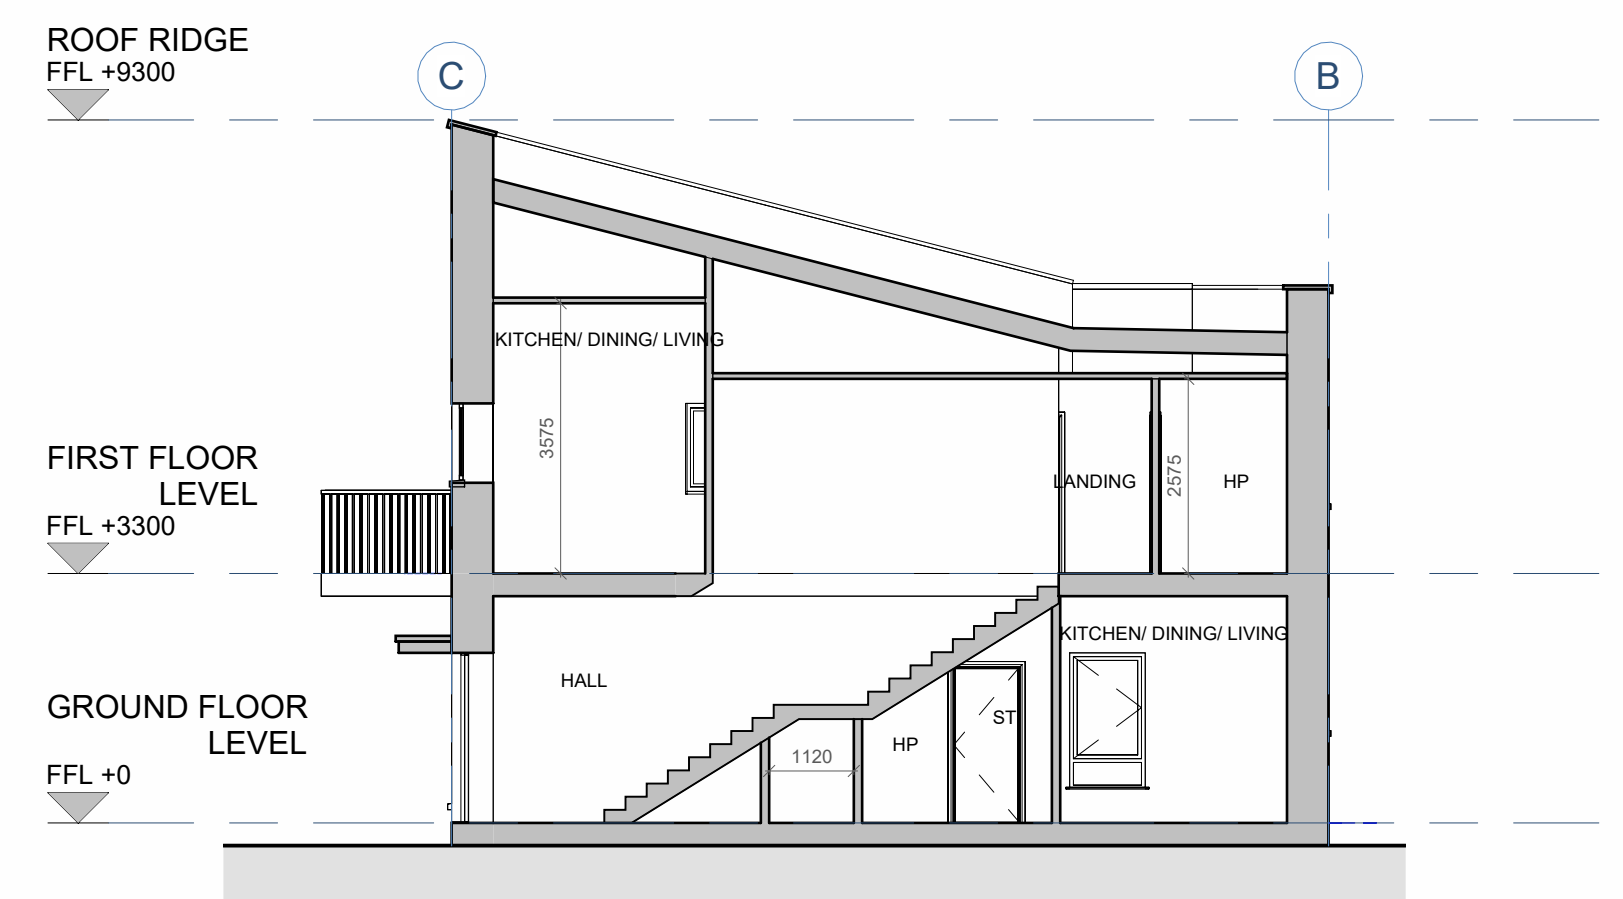 ROOF RIDGE
FFL +9300
C
B
KITCHEN/ DINING/ LIVING
3575
FIRST FLOOR
LEVEL
FFL +3300
LANDING
2575
HP
KITCHEN/ DINING/ LIVING
HALL
GROUND FLOOR
LEVEL
FFL +0
ST
HP
1120